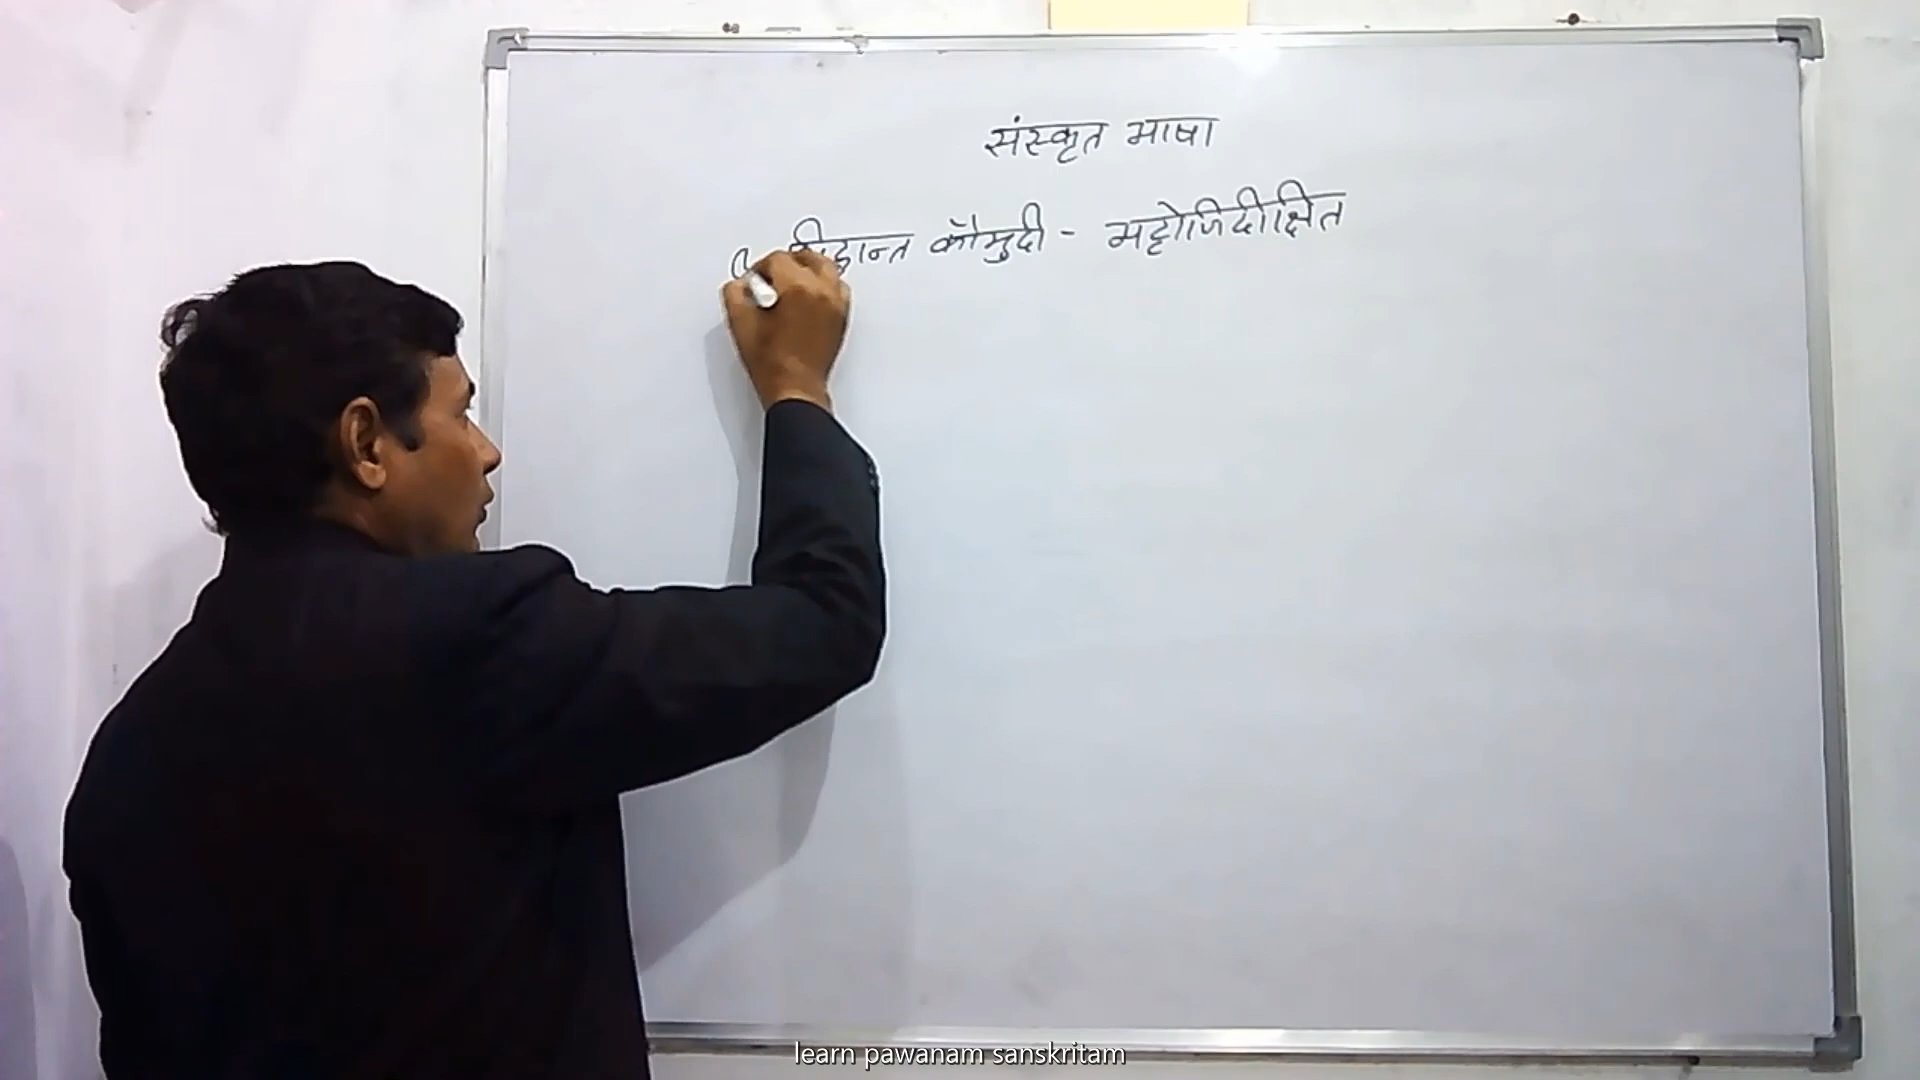 संस्कृत भाषा
सिद्धान्त कौमुदी - भट्टोजिदीक्षित
learn pawanam sanskritam